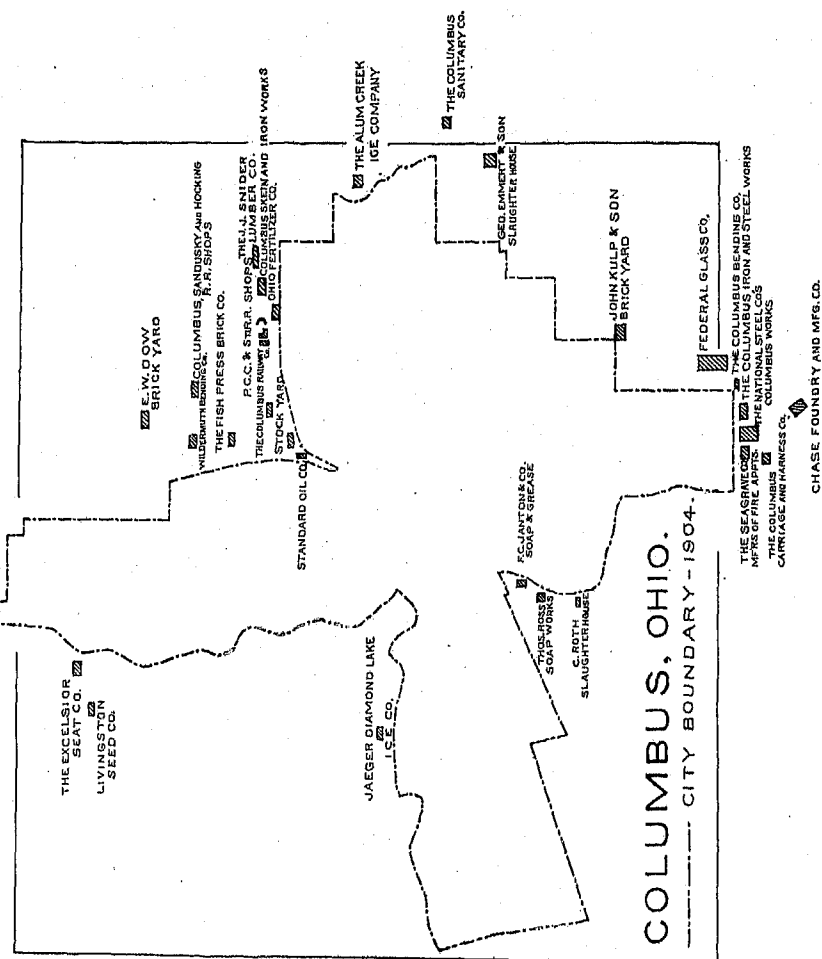 THE COLUMBUS
SANITARY CO.
THE ALUM CREEK
ICE COMPANY
GEO. EMMERT & SON
SLAUGHTER HOUSE
COLUMBUS, SANDUSKY AND HOCKING
R.R. SHOPS
THE J.J. SNIDER
LUMBER CO.
COLUMBUS SKEIN AND IRON WORKS
OHIO FERTILIZER CO.
P.C.C. & ST.R.R. SHOPS
E.W. DOW
BRICK YARD
WILDERMUTH BENDING CO.
THE FISH PRESS BRICK CO.
THE COLUMBUS RAILWAY
CO.
STOCK YARD
STANDARD OIL CO.
JOHN KULP & SON
BRICK YARD
FEDERAL GLASS CO.
THE COLUMBUS BENDING CO.
THE COLUMBUS IRON AND STEEL WORKS
THE NATIONAL STEEL CO'S
COLUMBUS WORKS
CHASE FOUNDRY AND MFG. CO.
THE SEAGRAVE CO.
MF'RS OF FIRE APPTS.
THE COLUMBUS
CARRIAGE AND HARNESS CO.
F.C. JANTON & CO.
SOAP & GREASE
THOS. ROSS
SOAP WORKS
C. ROTH
SLAUGHTER HOUSE
THE EXCELSIOR
SEAT CO.
LIVINGSTON
SEED CO.
JAEGER DIAMOND LAKE
ICE CO.
COLUMBUS, OHIO.
CITY BOUNDARY-1904.